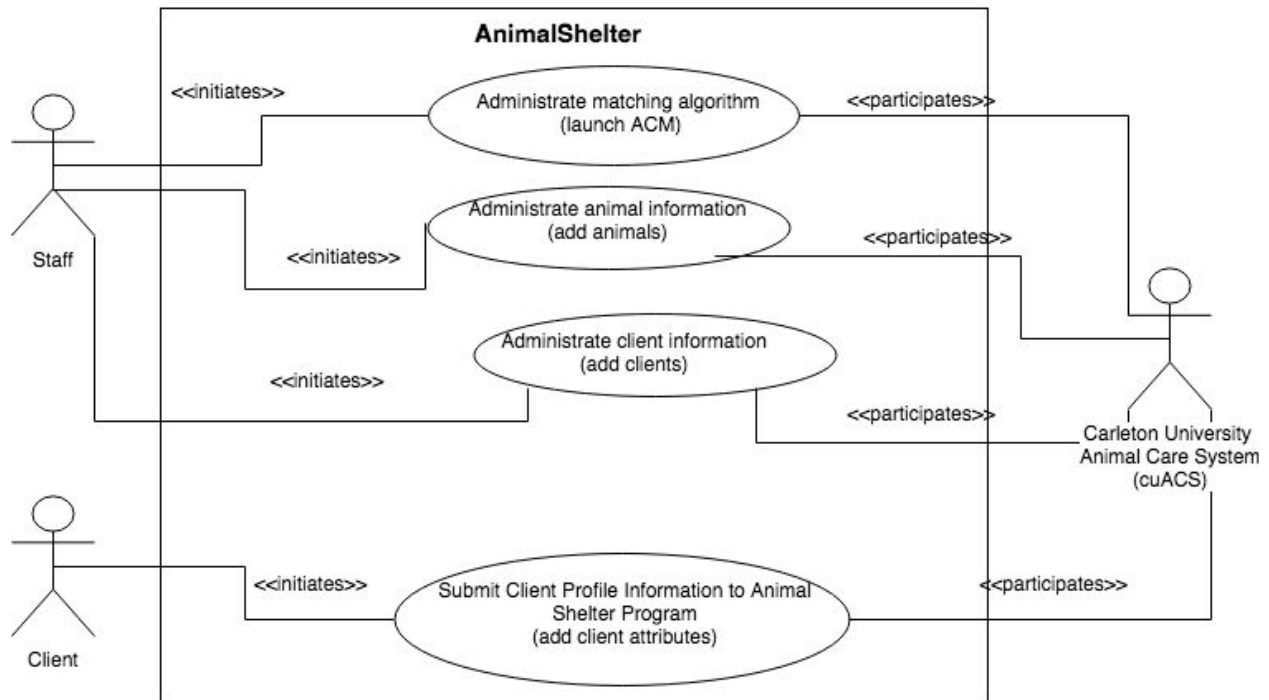 AnimalShelter
<<initiates>>
Administrate matching algorithm
(launch ACM)
<<participates>>
Administrate animal information
(add animals)
<<participates>>
<<initiates>>
Staff
Administrate client information
(add clients)
<<initiates>>
<<participates>>
Carleton University
Animal Care System
(cuACS)
<<initiates>>
Submit Client Profile Information to Animal
Shelter Program
(add client attributes)
<<participates>>
Client